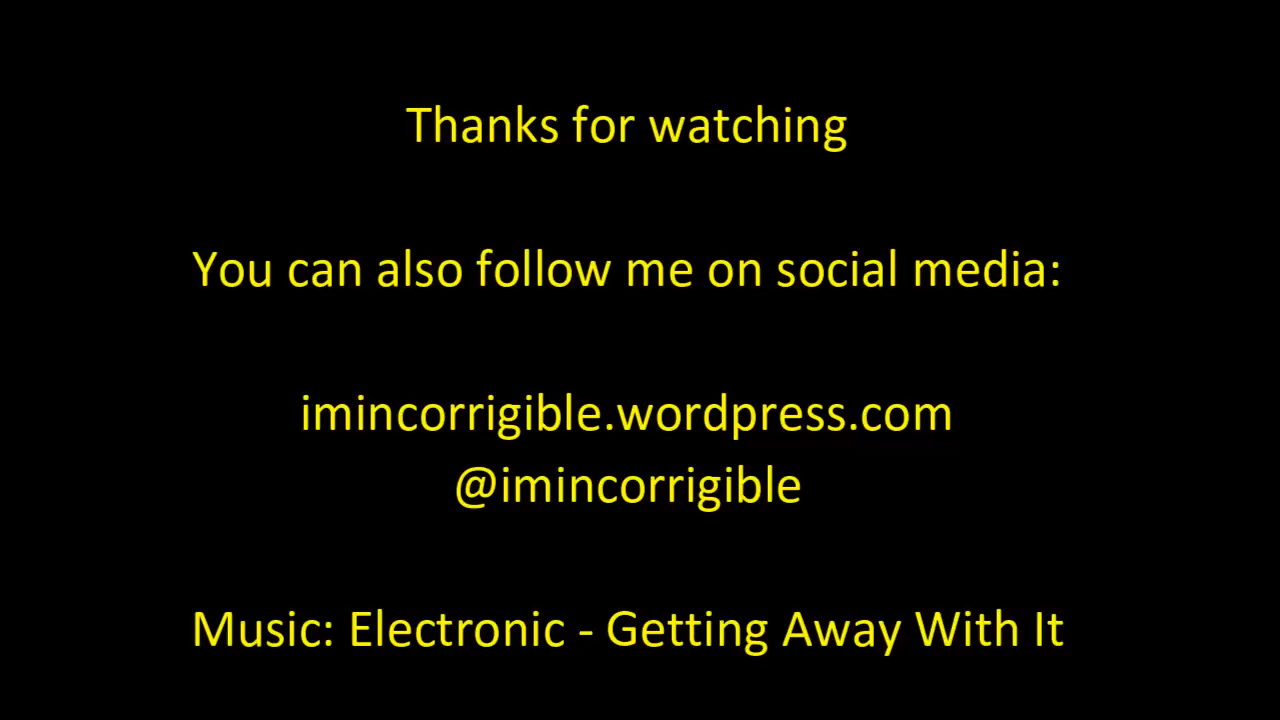 Thanks for watching
You can also follow me on social media:
imincorrigible.wordpress.com
@imincorrigible
Music: Electronic - Getting Away With It